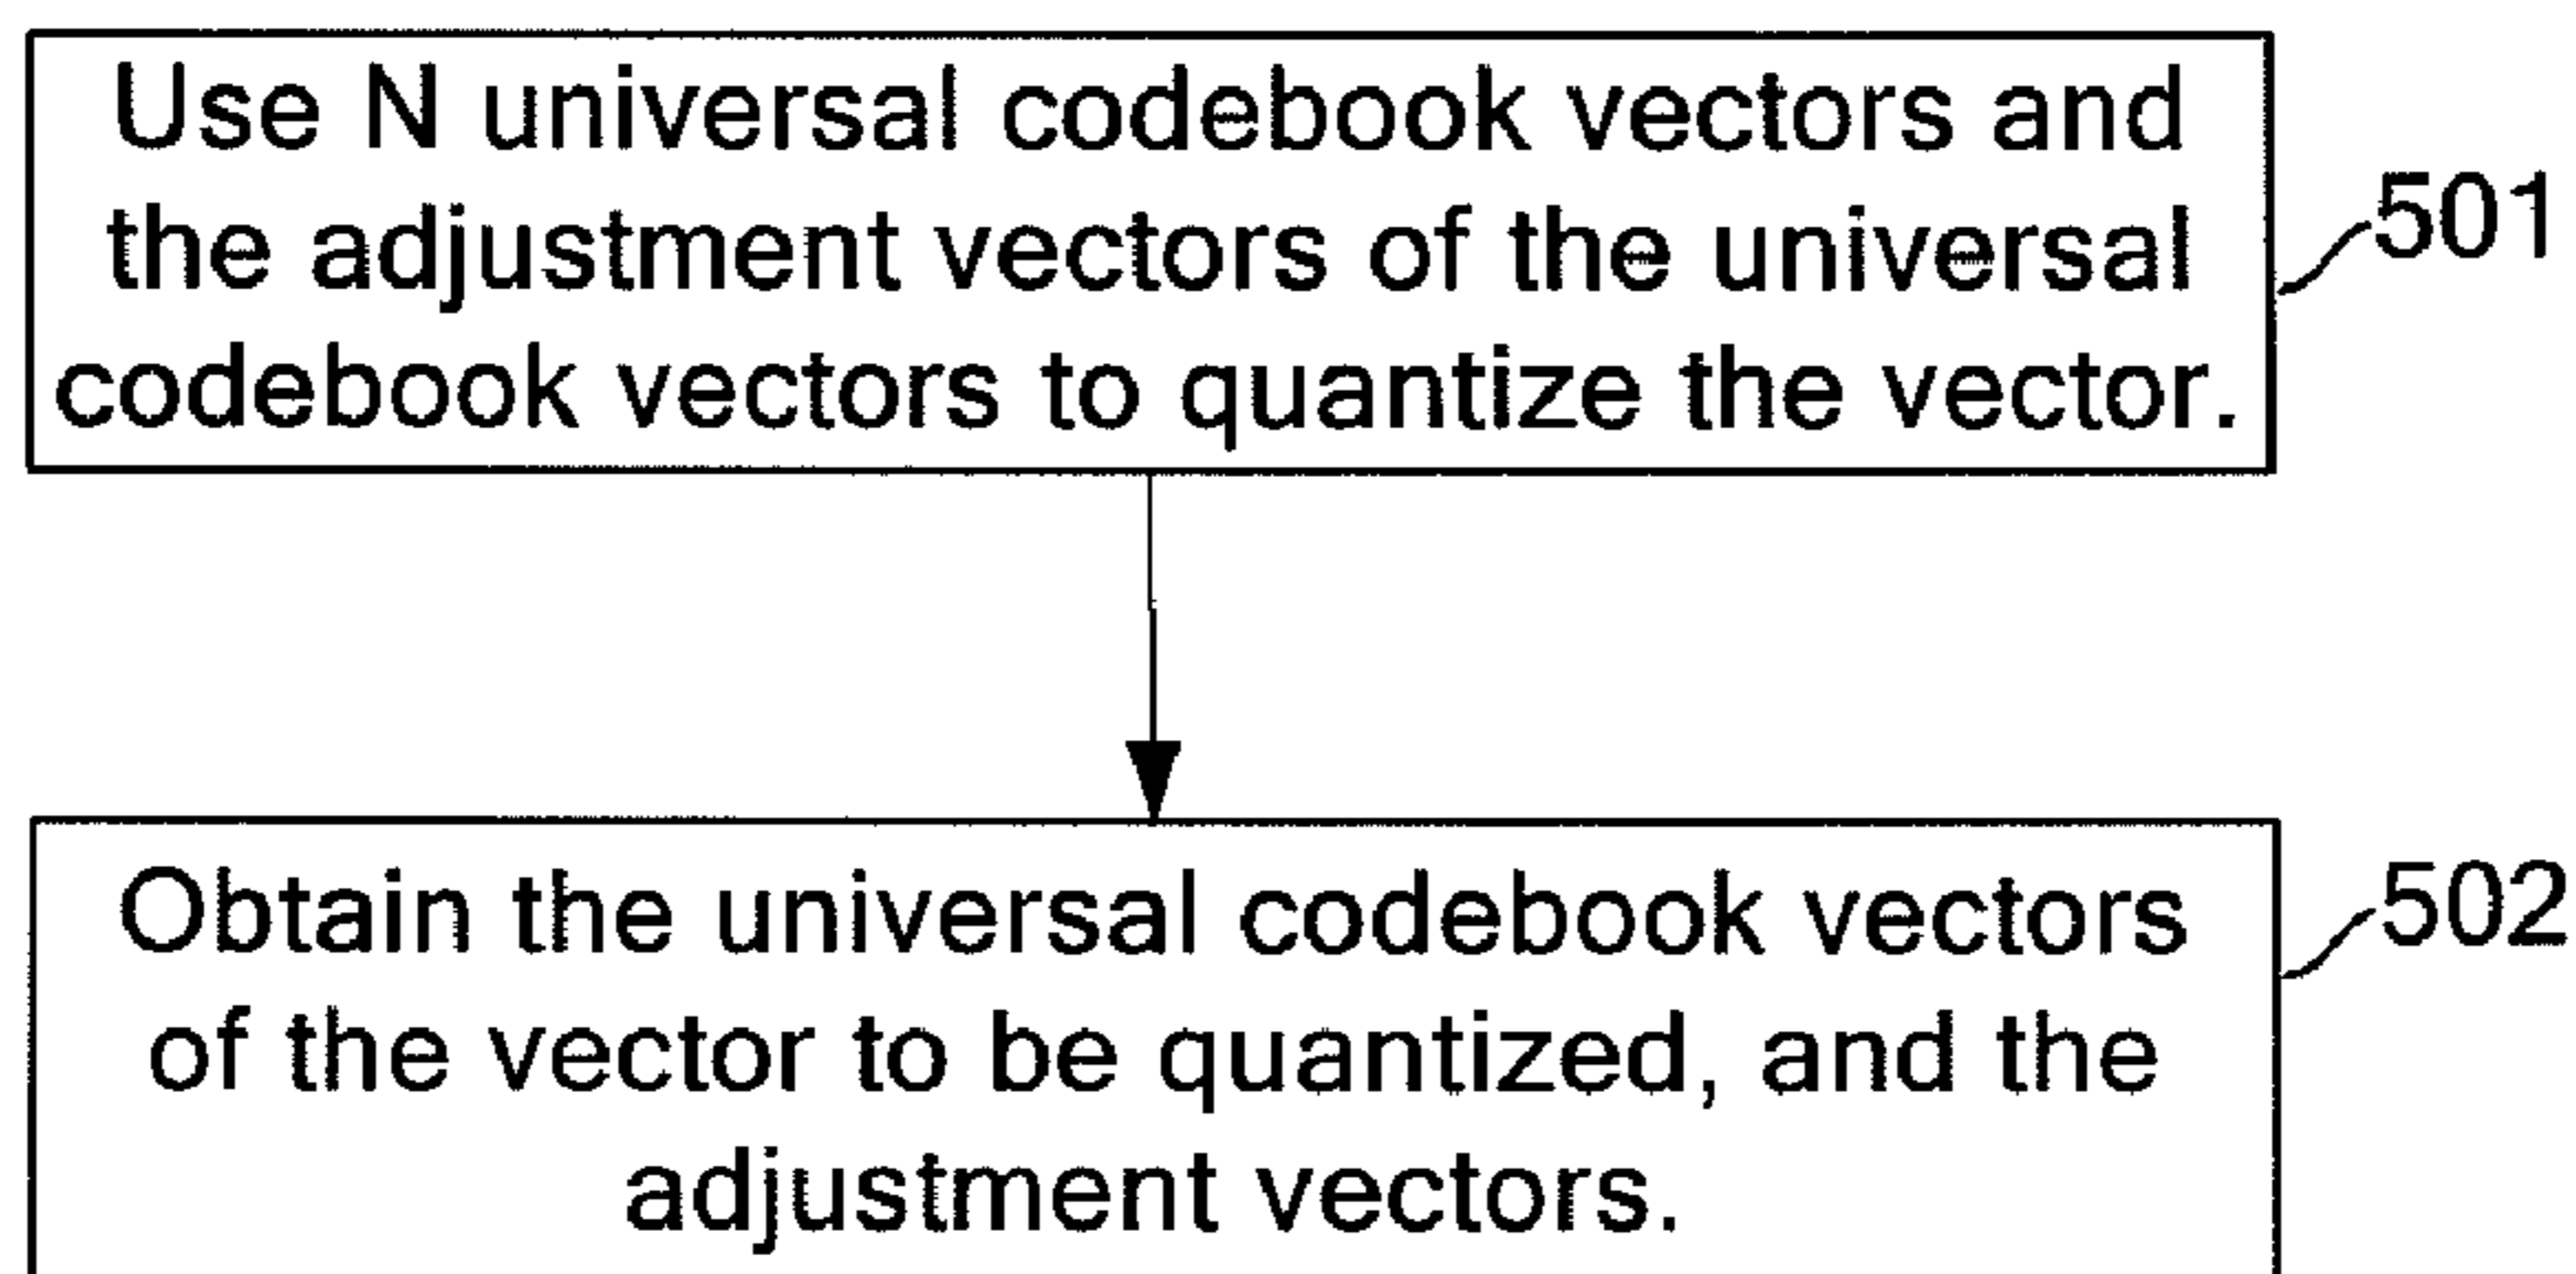 Use N universal codebook vectors and
the adjustment vectors of the universal
codebook vectors to quantize the vector.
501
Obtain the universal codebook vectors
of the vector to be quantized, and the
adjustment vectors.
502